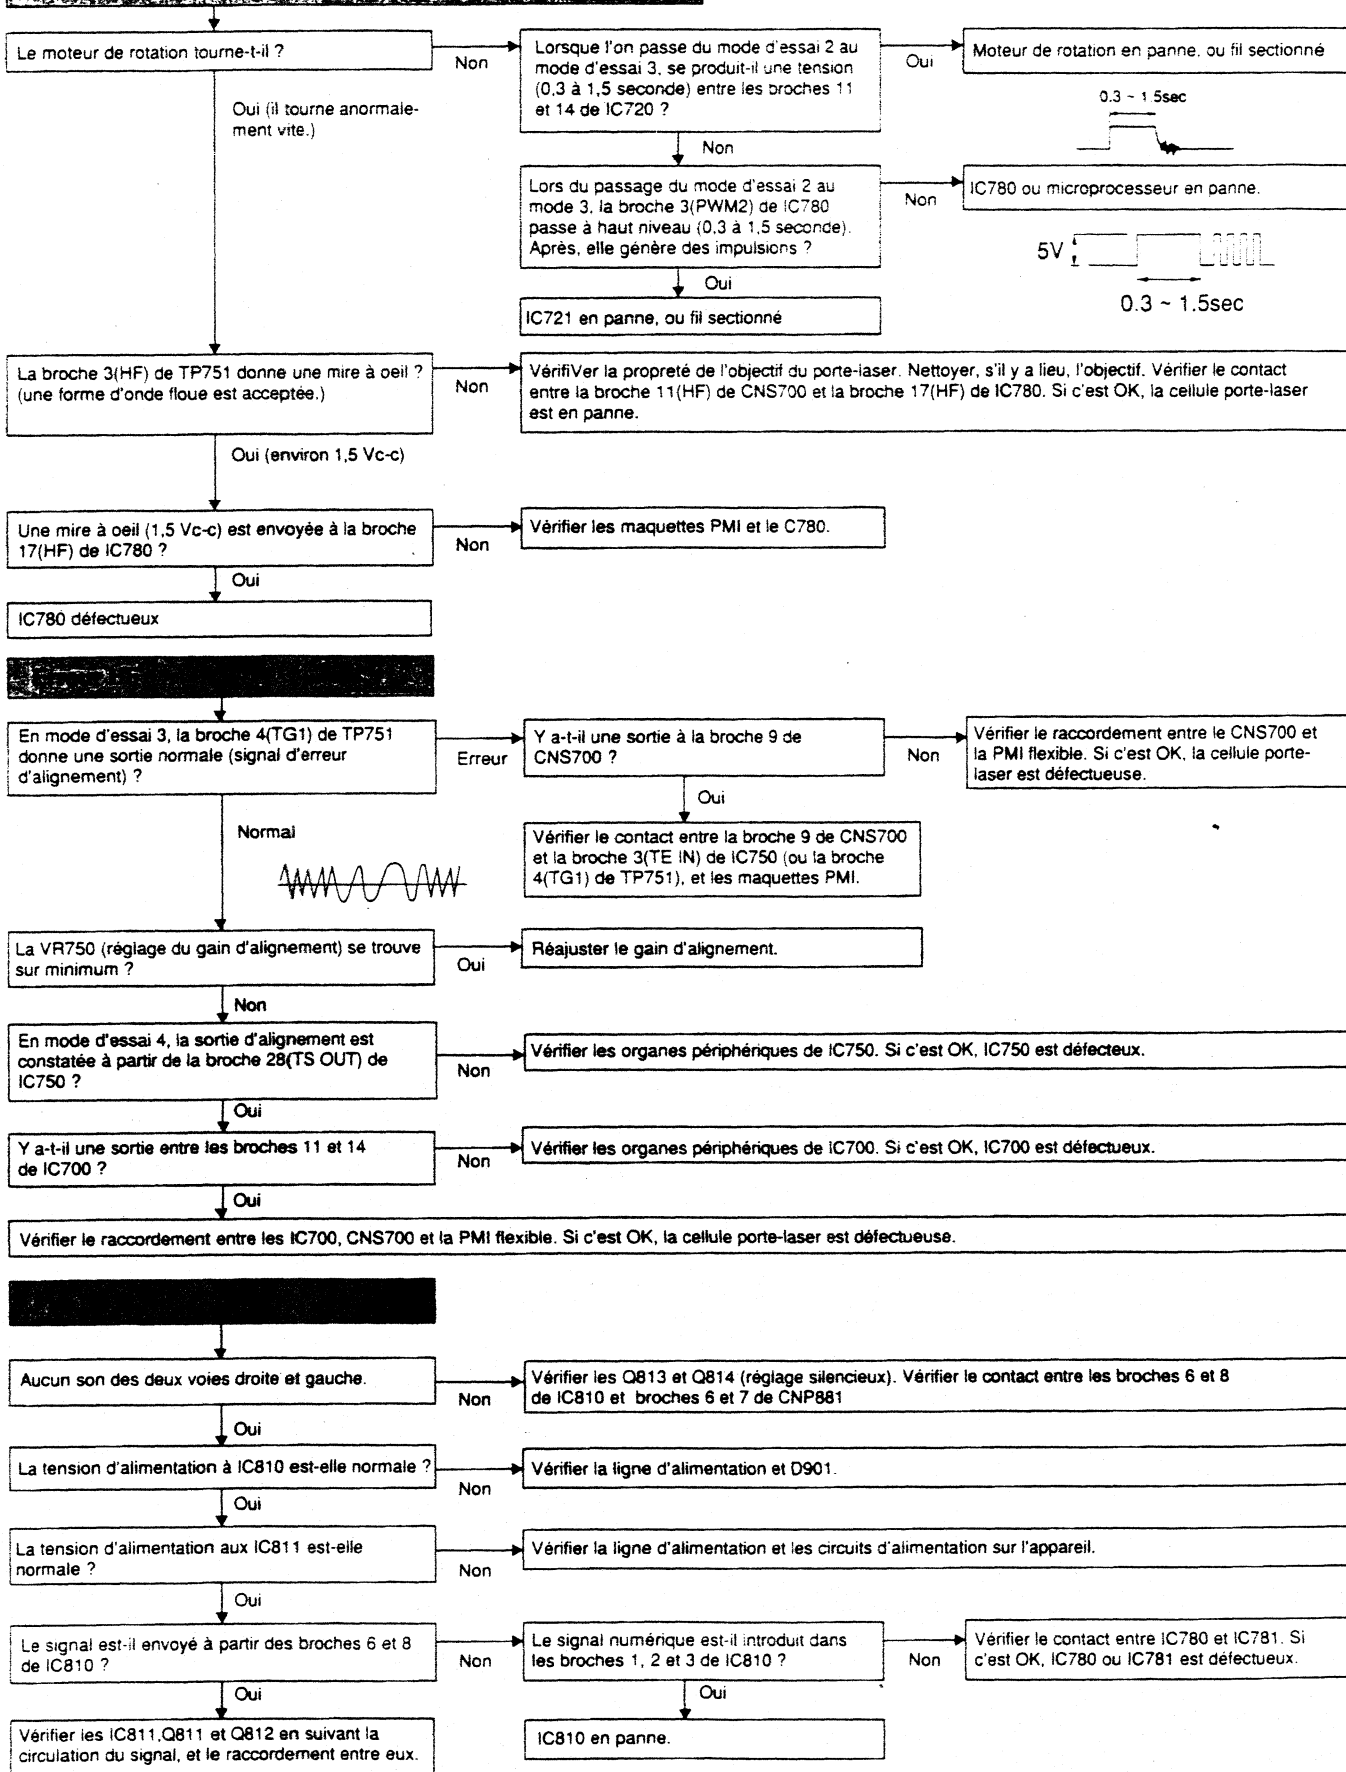 Le moteur de rotation tourne-t-il ?
Non
Lorsque l'on passe du mode d'essai 2 au
mode d'essai 3, se produit-il une tension
(0,3 à 1,5 seconde) entre les broches 11
et 14 de IC720 ?
Oui
Moteur de rotation en panne, ou fil sectionné
0.3 ~ 1.5sec
Oui (il tourne anormale-
ment vite.)
Non
Lors du passage du mode d'essai 2 au
mode 3, la broche 3(PWM2) de IC780
passe à haut niveau (0,3 à 1,5 seconde).
Après, elle génère des impulsions ?
Non
IC780 ou microprocesseur en panne.
5V
0.3 ~ 1.5sec
Oui
IC721 en panne, ou fil sectionné
La broche 3(HF) de TP751 donne une mire à oeil ?
(une forme d'onde floue est acceptée.)
Non
VérifiVer la propreté de l'objectif du porte-laser. Nettoyer, s'il y a lieu, l'objectif. Vérifier le contact
entre la broche 11(HF) de CNS700 et la broche 17(HF) de IC780. Si c'est OK, la cellule porte-laser
est en panne.
Oui (environ 1,5 Vc-c)
Une mire à oeil (1,5 Vc-c) est envoyée à la broche
17(HF) de IC780 ?
Non
Vérifier les maquettes PMI et le C780.
Oui
IC780 défectueux
En mode d'essai 3, la broche 4(TG1) de TP751
donne une sortie normale (signal d'erreur
d'alignement) ?
Erreur
Y a-t-il une sortie à la broche 9 de
CNS700 ?
Non
Vérifier le raccordement entre le CNS700 et
la PMI flexible. Si c'est OK, la cellule porte-
laser est défectueuse.
Oui
Normal
Vérifier le contact entre la broche 9 de CNS700
et la broche 3(TE IN) de IC750 (ou la broche
4(TG1) de TP751), et les maquettes PMI.
La VR750 (réglage du gain d'alignement) se trouve
sur minimum ?
Oui
Réajuster le gain d'alignement.
Non
En mode d'essai 4, la sortie d'alignement est
constatée à partir de la broche 28(TS OUT) de
IC750 ?
Non
Vérifier les organes périphériques de IC750. Si c'est OK, IC750 est défecteux.
Oui
Y a-t-il une sortie entre les broches 11 et 14
de IC700 ?
Non
Vérifier les organes périphériques de IC700. Si c'est OK, IC700 est défectueux.
Oui
Vérifier le raccordement entre les IC700, CNS700 et la PMI flexible. Si c'est OK, la cellule porte-laser est défectueuse.
Aucun son des deux voies droite et gauche.
Non
Vérifier les Q813 et Q814 (réglage silencieux). Vérifier le contact entre les broches 6 et 8
de IC810 et broches 6 et 7 de CNP881
Oui
La tension d'alimentation à IC810 est-elle normale ?
Non
Vérifier la ligne d'alimentation et D901.
Oui
La tension d'alimentation aux IC811 est-elle
normale ?
Non
Vérifier la ligne d'alimentation et les circuits d'alimentation sur l'appareil.
Oui
Le signal est-il envoyé à partir des broches 6 et 8
de IC810 ?
Non
Le signal numérique est-il introduit dans
les broches 1, 2 et 3 de IC810 ?
Non
Vérifier le contact entre IC780 et IC781. Si
c'est OK, IC780 ou IC781 est défectueux.
Oui
Oui
Vérifier les IC811,Q811 et Q812 en suivant la
circulation du signal, et le raccordement entre eux.
IC810 en panne.